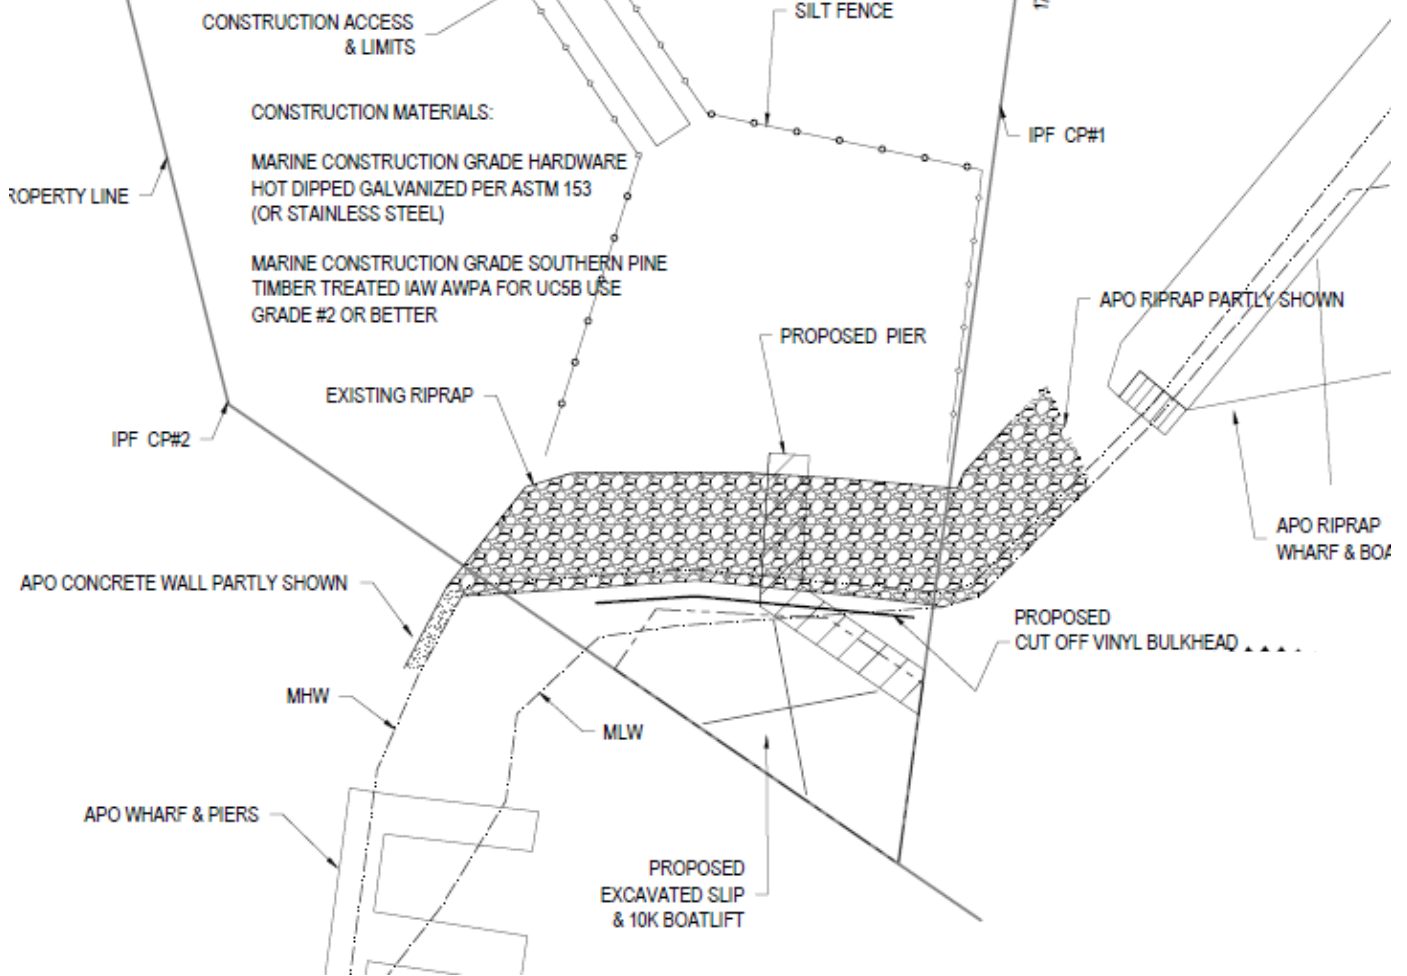 SILT FENCE
CONSTRUCTION ACCESS
& LIMITS
CONSTRUCTION MATERIALS:
IPF CP#1
MARINE CONSTRUCTION GRADE HARDWARE
HOT DIPPED GALVANIZED PER ASTM 153
(OR STAINLESS STEEL)
ROPERTY LINE
MARINE CONSTRUCTION GRADE SOUTHERN PINE
TIMBER TREATED IAW AWPA FOR UC5B USE
GRADE #2 OR BETTER
APO RIPRAP PARTLY SHOWN
PROPOSED PIER
EXISTING RIPRAP
IPF CP#2
APO RIPRAP
WHARF & BOA
APO CONCRETE WALL PARTLY SHOWN
PROPOSED
CUT OFF VINYL BULKHEAD
MHW
MLW
APO WHARF & PIERS
PROPOSED
EXCAVATED SLIP
& 10K BOATLIFT